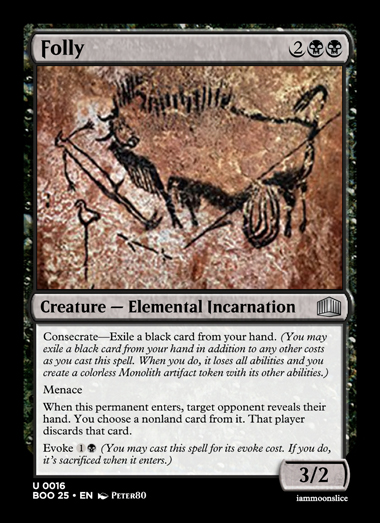 Folly 2
Creature — Elemental Incarnation
Consecrate—Exile a black card from your hand. (You may
exile a black card from your hand in addition to any other costs
as you cast this spell. When you do, it loses all abilities and you
create a colorless Monolith artifact token with its other abilities.)
Menace
When this permanent enters, target opponent reveals their
hand. You choose a nonland card from it. That player
discards that card.
Evoke 1 (You may cast this spell for its evoke cost. If you do,
it's sacrificed when it enters.)
3/2
U 0016
BOO 25 • EN Peter80
iammoonslice